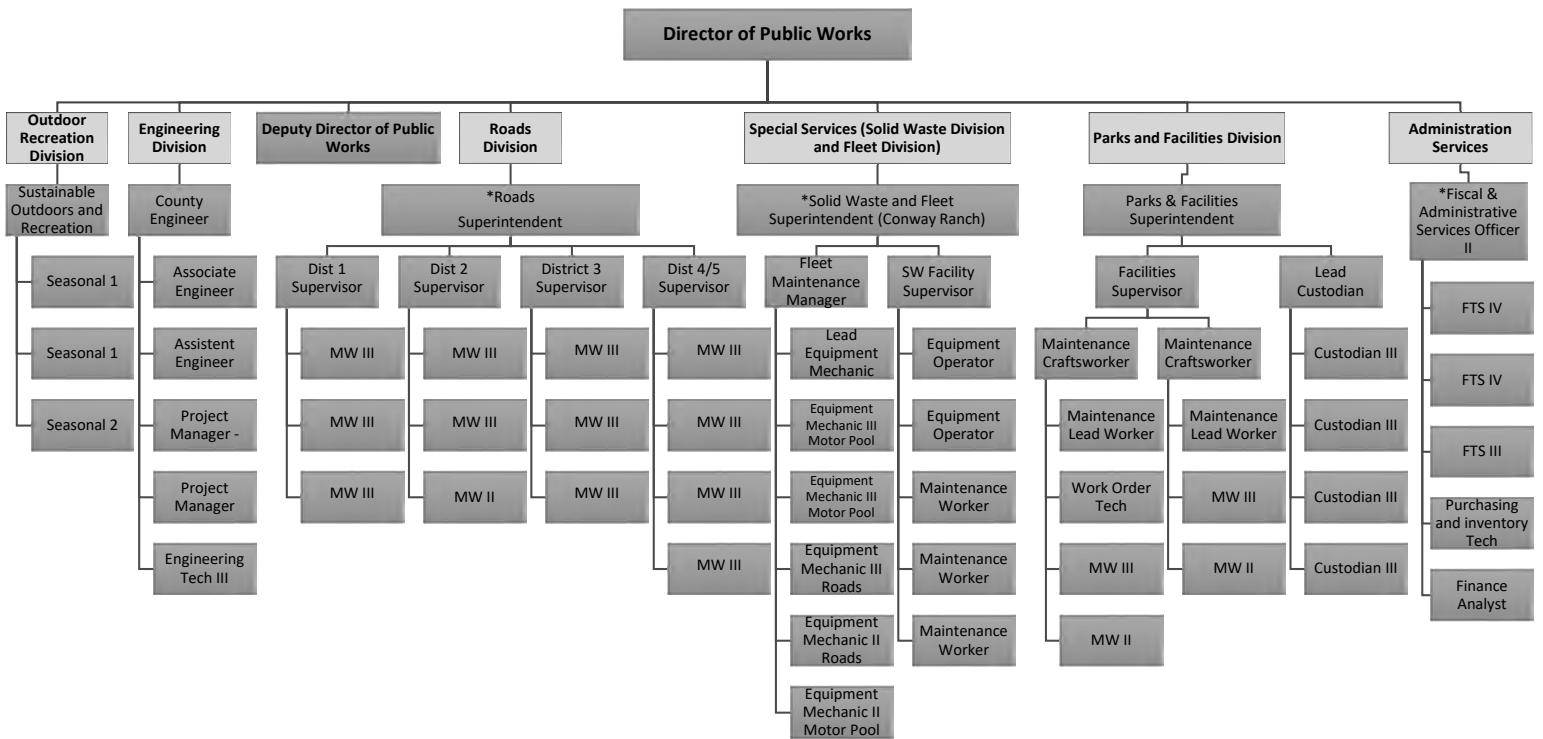 Director of Public Works
Outdoor
Recreation
Division
Engineering
Division
Deputy Director of Public
Works
Roads
Division
Special Services (Solid Waste Division
and Fleet Division)
Parks and Facilities Division
Administration
Services
Sustainable
Outdoors and
Recreation
County
Engineer
*Roads
Superintendent
*Solid Waste and Fleet
Superintendent (Conway Ranch)
Parks & Facilities
Superintendent
*Fiscal &
Administrative
Services Officer
II
Seasonal 1
Seasonal 1
Seasonal 2
Associate
Engineer
Assistent
Engineer
Project
Manager -
Project
Manager
Engineering
Tech III
Dist 1
Supervisor
MW III
MW III
MW III
Dist 2
Supervisor
MW III
MW III
MW II
District 3
Supervisor
MW III
MW III
MW III
Dist 4/5
Supervisor
MW III
MW III
MW III
MW III
Fleet
Maintenance
Manager
Lead
Equipment
Mechanic
Equipment
Mechanic III
Motor Pool
Equipment
Mechanic III
Motor Pool
Equipment
Mechanic III
Roads
Equipment
Mechanic II
Roads
Equipment
Mechanic II
Motor Pool
SW Facility
Supervisor
Equipment
Operator
Equipment
Operator
Maintenance
Worker
Maintenance
Worker
Maintenance
Worker
Facilities
Supervisor
Maintenance
Craftsworker
Maintenance
Lead Worker
Work Order
Tech
MW III
MW II
Maintenance
Craftsworker
Maintenance
Lead Worker
MW III
MW II
Lead
Custodian
Custodian III
Custodian III
Custodian III
Custodian III
FTS IV
FTS IV
FTS III
Purchasing
and inventory
Tech
Finance
Analyst